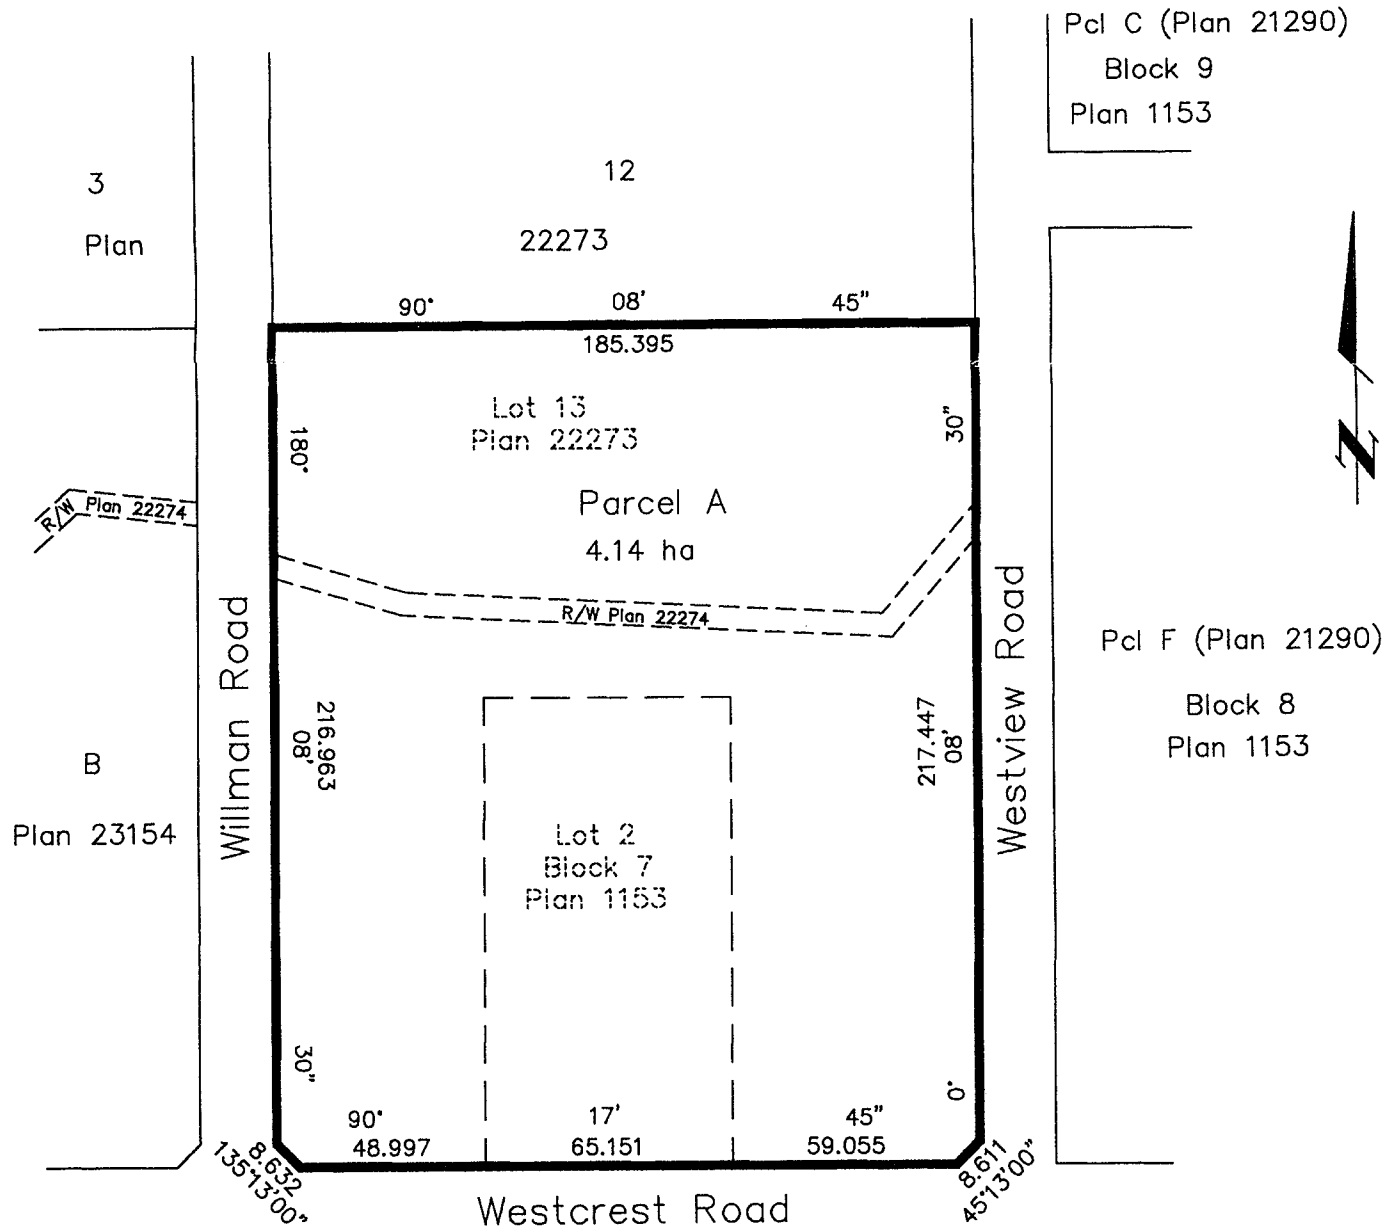 Pcl C (Plan 21290)
Block 9
Plan 1153
3
Plan
12
22273
90° 08' 45"
185.395
Lot 13
Plan 22273
Parcel A
4.14 ha
180°
216.963
08'
30"
30"
217.447
08'
0°
R/W Plan 22274
R/W Plan 22274
N
Willman Road
Westview Road
Pcl F (Plan 21290)
Block 8
Plan 1153
B
Plan 23154
Lot 2
Block 7
Plan 1153
90° 17' 45"
48.997 65.151 59.055
8.632
135°13'00"
8.611
45°13'00"
Westcrest Road